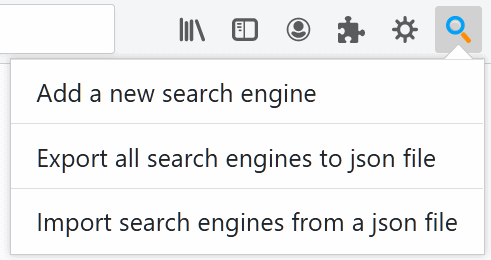 Add a new search engine
Export all search engines to json file
Import search engines from a json file